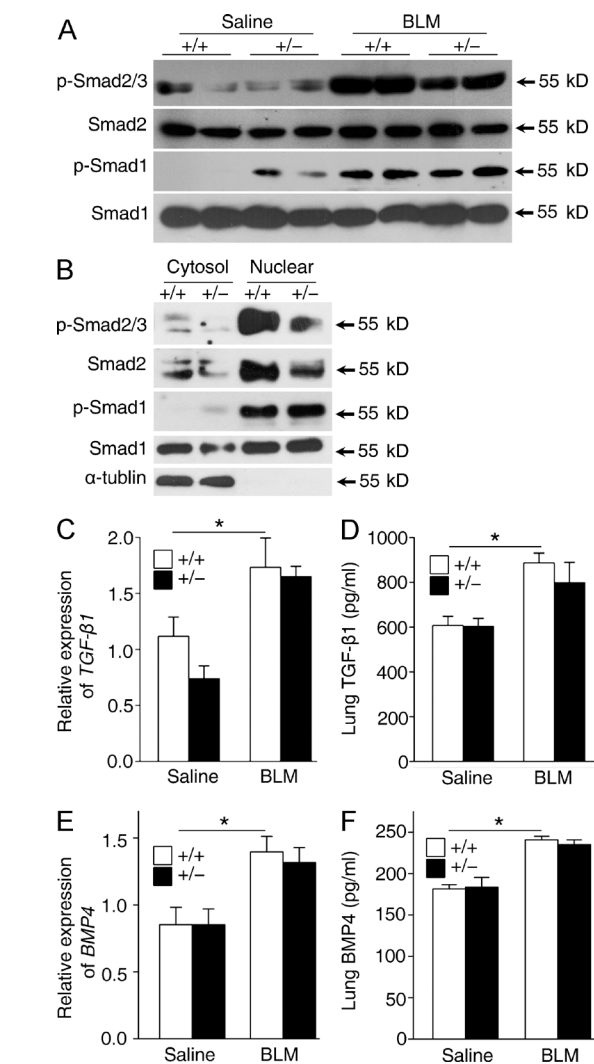 A
Saline BLM
+/+ +/− +/+ +/−
p-Smad2/3 55 kD
Smad2 55 kD
p-Smad1 55 kD
Smad1 55 kD
B
Cytosol Nuclear
+/+ +/− +/+ +/−
p-Smad2/3 55 kD
Smad2 55 kD
p-Smad1 55 kD
Smad1 55 kD
α-tublin 55 kD
C
Relative expression
of TGF-β1
2.0
1.5
1.0
0.5
0.0
+/+
+/−
*
Saline BLM
D
Lung TGF-β1 (pg/ml)
1000
800
600
400
200
0
+/+
+/−
*
Saline BLM
E
Relative expression
of BMP4
1.5
1.0
0.5
0.0
+/+
+/−
*
Saline BLM
F
Lung BMP4 (pg/ml)
250
200
150
100
50
0
+/+
+/−
*
Saline BLM